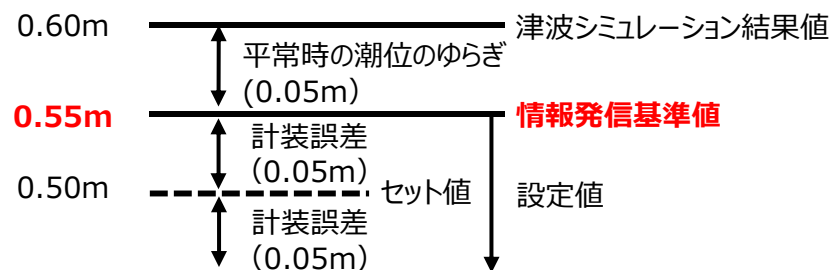 0.60m
津波シミュレーション結果値
平常時の潮位のゆらぎ
(0.05m)
0.55m
情報発信基準値
計装誤差
(0.05m)
0.50m
セット値
設定値
計装誤差
(0.05m)